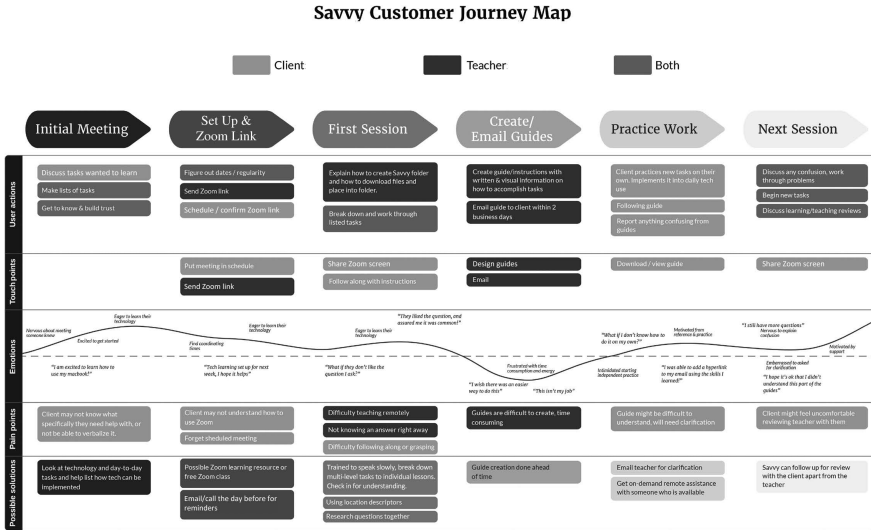 Savvy Customer Journey Map
Client
Teacher
Both
Initial Meeting
Set Up &
Zoom Link
First Session
Create/
Email Guides
Practice Work
Next Session
User actions
Discuss tasks wanted to learn
Make lists of tasks
Get to know & build trust
Figure out dates / regularity
Send Zoom link
Schedule / confirm Zoom link
Explain how to create Savvy folder
and how to download files and
place into folder.
Break down and work through
listed tasks
Create guide/instructions with
written & visual information on
how to accomplish tasks
Email guide to client within 2
business days
Client practices new tasks on their
own. Implements it into daily tech
use
Following guide
Report anything confusing from
guides
Discuss any confusion, work
through problems
Begin new tasks
Discuss learning/teaching reviews
Touch points
Put meeting in schedule
Send Zoom link
Share Zoom screen
Follow along with instructions
Design guides
Email
Download / view guide
Share Zoom screen
Emotions
Nervous about meeting
someone new
Excited to get started
Eager to learn their
technology
"I am excited to learn how to
use my macbook!"
Find coordinating
times
Eager to learn their
technology
"Tech learning set up for next
week, I hope it helps"
Eager to learn their
technology
"They liked the question, and
assured me it was common!"
"What if they don't like the
question I ask?"
Frustrated with time
consumption and energy
"I wish there was an easier
way to do this"
"This isn't my job"
"What if I don't know how to
do it on my own?"
Motivated from
reference & practice
Intimidated starting
independent practice
"I was able to add a hyperlink
in my email using the skills I
learned!"
"I still have more questions"
Nervous to explain
confusion
Motivated by
support
Embarrassed to asked
for clarification
"I hope it's ok that I didn't
understand this part of the
guides"
Pain points
Client may not know what
specifically they need help with, or
not be able to verbalize it.
Client may not understand how to
use Zoom
Forget sheduled meeting
Difficulty teaching remotely
Not knowing an answer right away
Difficulty following along or grasping
Guides are difficult to create, time
consuming
Guide might be difficult to
understand, will need clarification
Client might feel uncomfortable
reviewing teacher with them
Possible solutions
Look at technology and day-to-day
tasks and help list how tech can be
implemented
Possible Zoom learning resource or
free Zoom class
Email/call the day before for
reminders
Trained to speak slowly, break down
multi-level tasks to individual lessons.
Check in for understanding.
Using location descriptors
Research questions together
Guide creation done ahead
of time
Email teacher for clarification
Get on-demand remote assistance
with someone who is available
Savvy can follow up for review
with the client apart from the
teacher